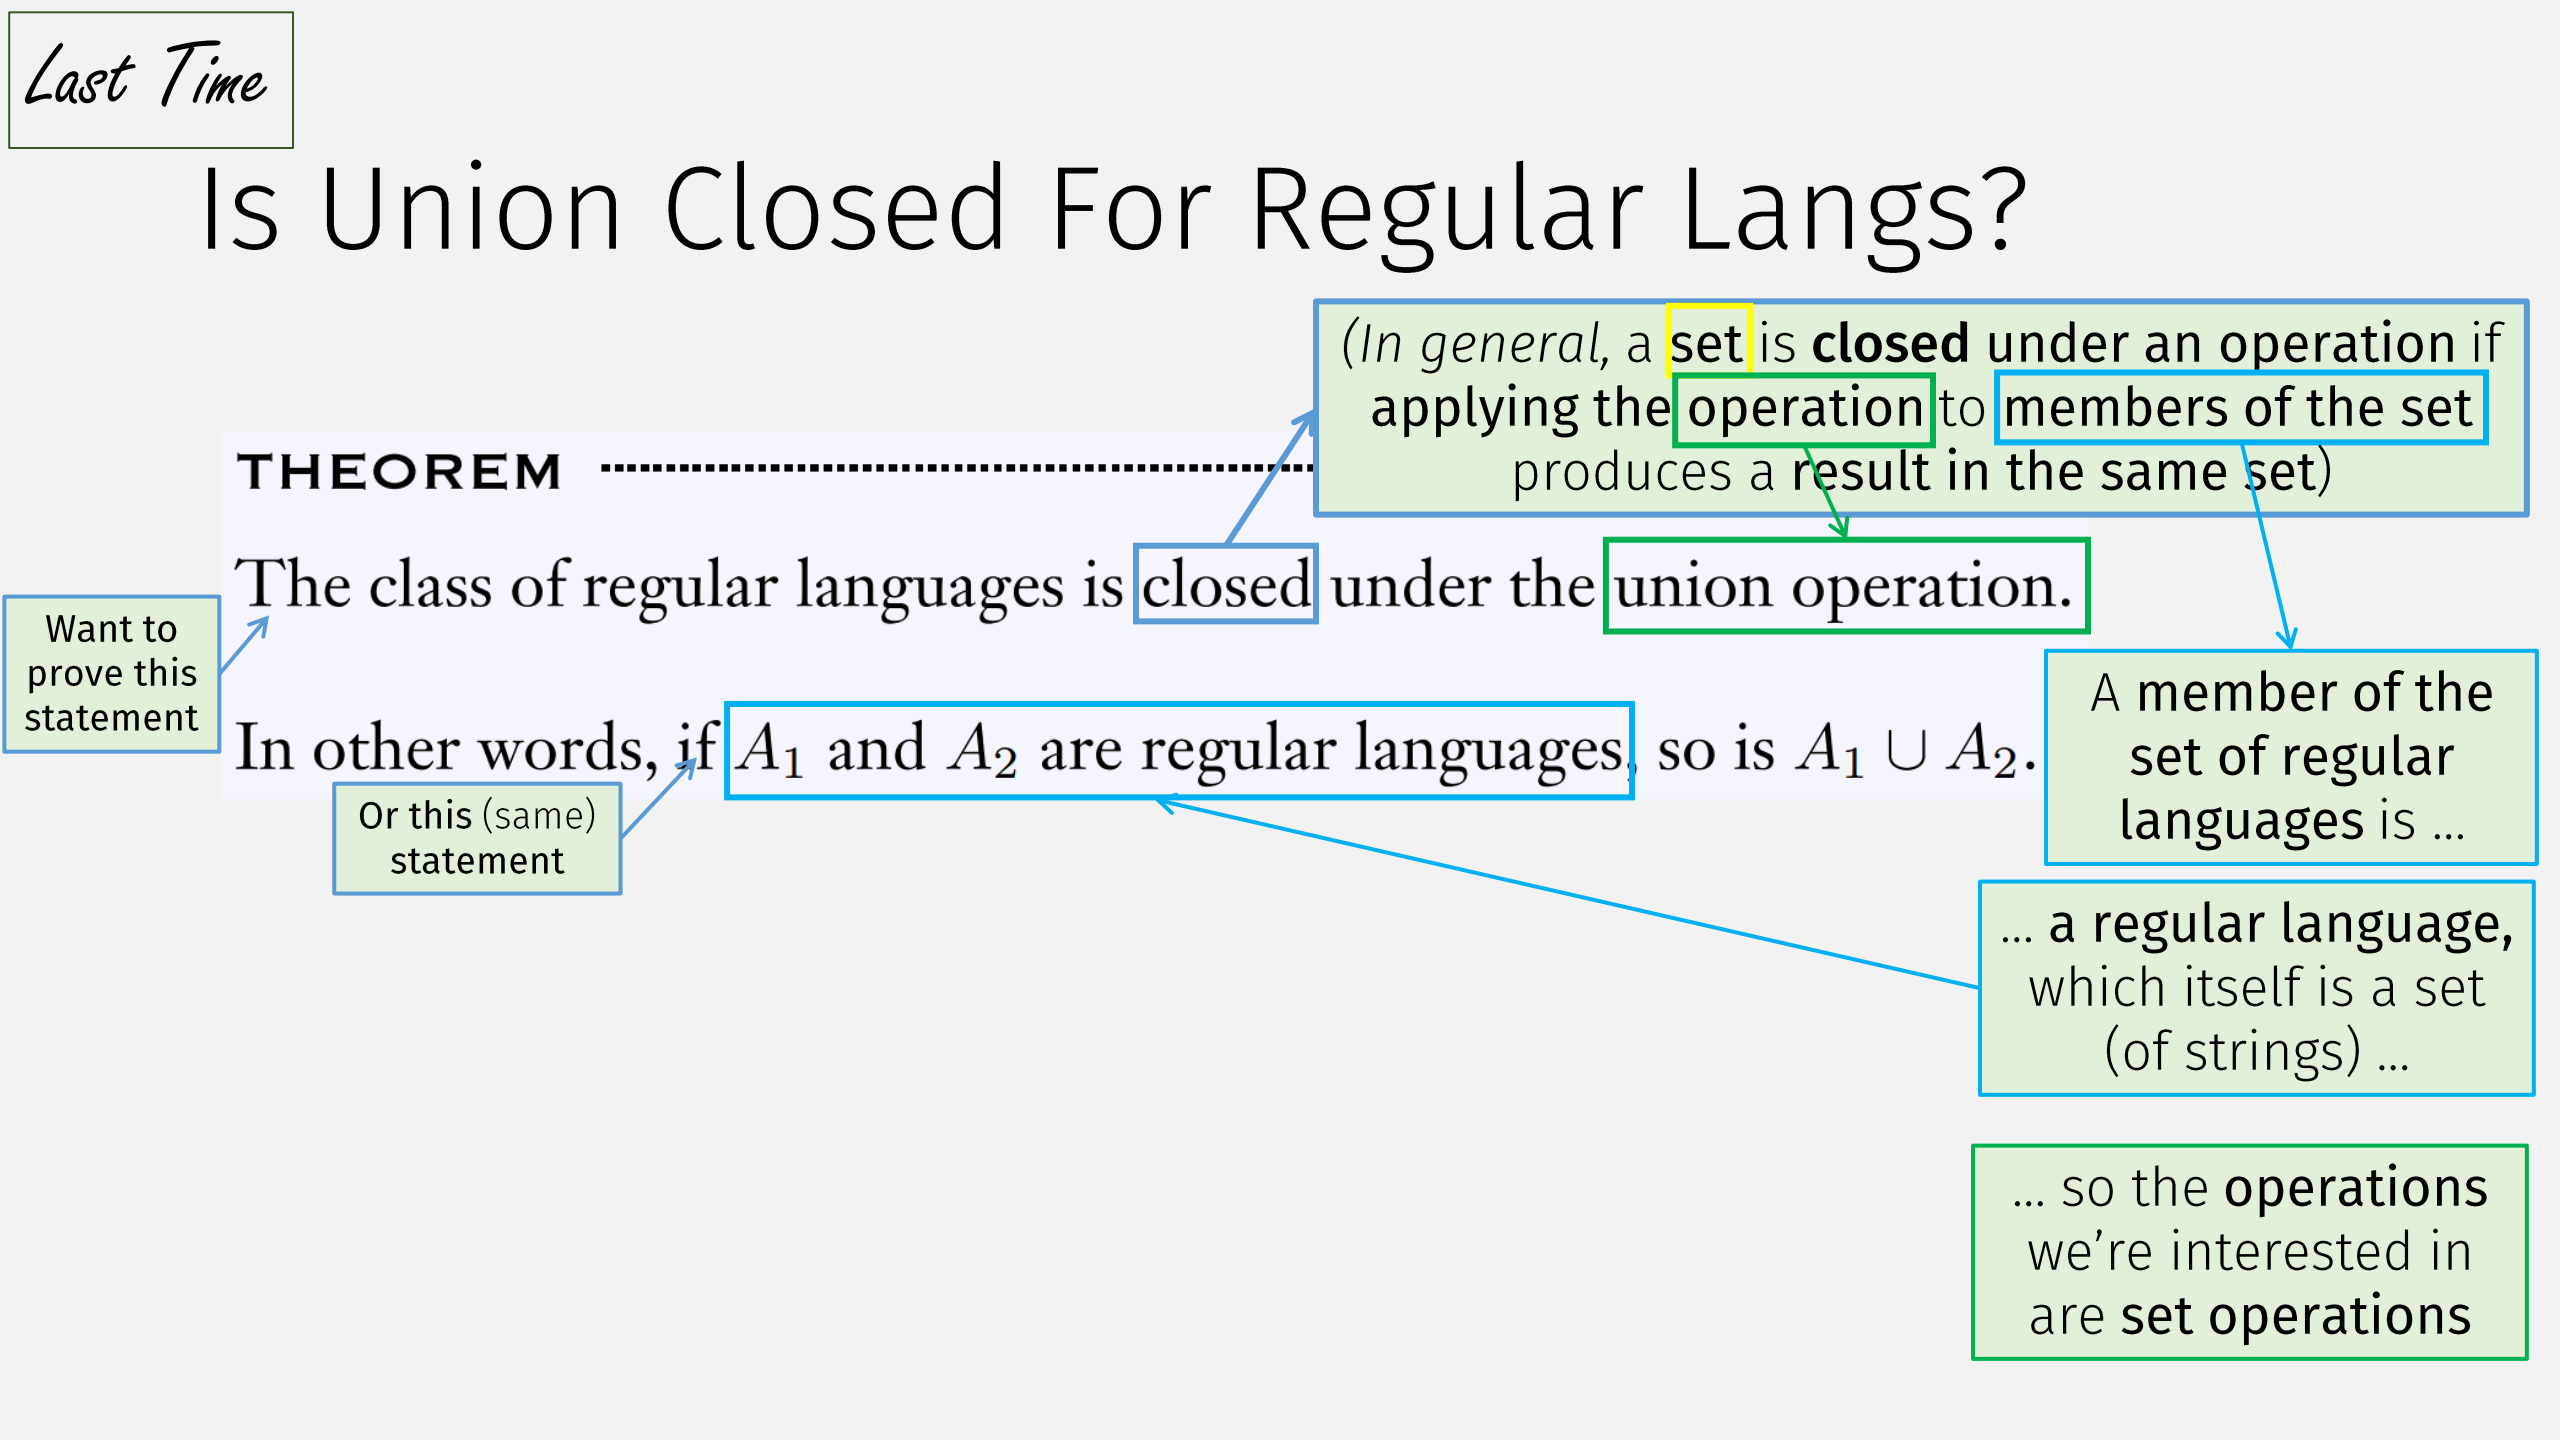 Last Time
Is Union Closed For Regular Langs?
(In general, a set is closed under an operation if
applying the operation to members of the set
produces a result in the same set)
THEOREM
The class of regular languages is closed under the union operation.
Want to
prove this
statement
In other words, if A₁ and A₂ are regular languages, so is A₁ ∪ A₂.
Or this (same)
statement
A member of the
set of regular
languages is ...
... a regular language,
which itself is a set
(of strings) ...
... so the operations
we’re interested in
are set operations